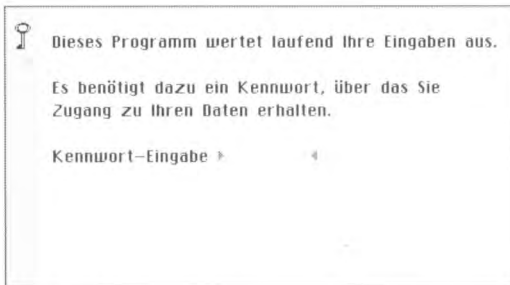 Dieses Programm wertet laufend Ihre Eingaben aus.
Es benötigt dazu ein Kennwort, über das Sie
Zugang zu Ihren Daten erhalten.
Kennwort-Eingabe